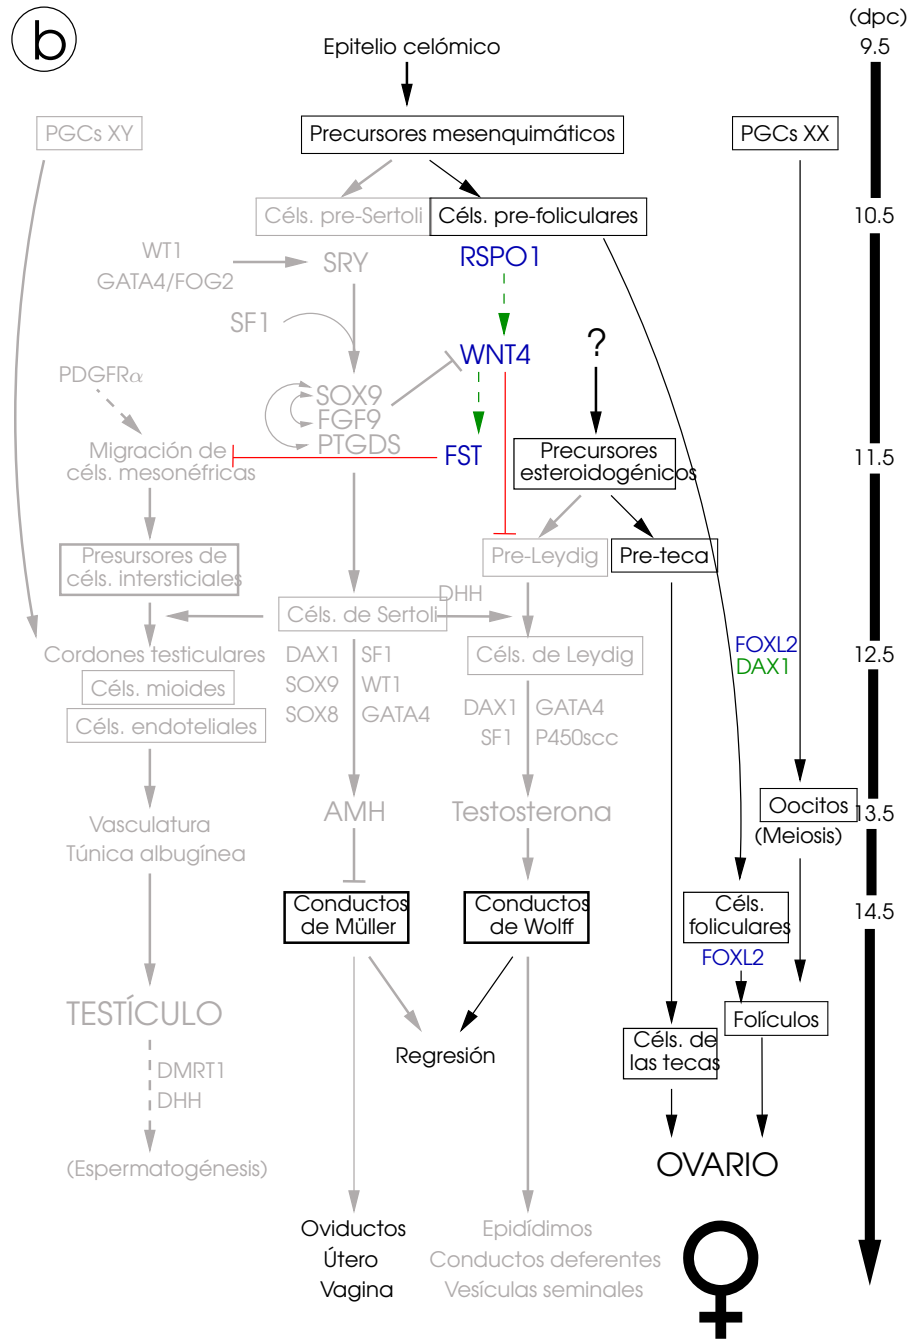 b
(dpc)
9.5
Epitelio celómico
PGCs XY
Precursores mesenquimáticos
PGCs XX
Céls. pre-Sertoli
Céls. pre-foliculares
10.5
WT1
GATA4/FOG2
SRY
RSPO1
SF1
WNT4
?
PDGFRα
SOX9
FGF9
PTGDS
Migración de
céls. mesonéfricas
FST
Precursores
esteroidogénicos
11.5
Presursores de
céls. intersticiales
Pre-Leydig
Pre-teca
DHH
Céls. de Sertoli
Cordones testiculares
Céls. mioides
Céls. endoteliales
DAX1
SF1
SOX9
WT1
SOX8
GATA4
Céls. de Leydig
FOXL2
DAX1
12.5
DAX1
GATA4
SF1
P450scc
Vasculatura
Túnica albugínea
AMH
Testosterona
Oocitos
13.5
(Meiosis)
Conductos
de Müller
Conductos
de Wolff
Céls.
foliculares
14.5
FOXL2
TESTÍCULO
Folículos
Regresión
Céls. de
las tecas
DMRT1
DHH
(Espermatogénesis)
OVARIO
Oviductos
Útero
Vagina
Epidídimos
Conductos deferentes
Vesículas seminales